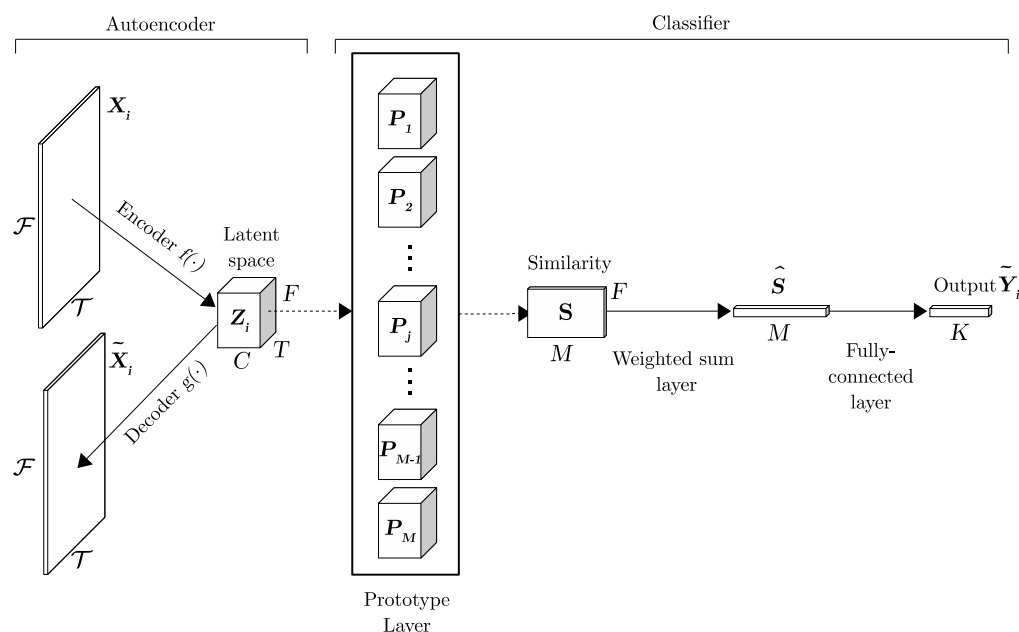 Autoencoder
Classifier
X_i
P_1
P_2
ℱ
Encoder f(·)
Latent
space
𝒯
Z_i
F
C
T
X̃_i
Decoder g(·)
ℱ
𝒯
⋮
P_j
⋮
P_{M-1}
P_M
Prototype
Layer
Similarity
S
F
M
Weighted sum
layer
Ŝ
M
Fully-
connected
layer
Output Ỹ_i
K